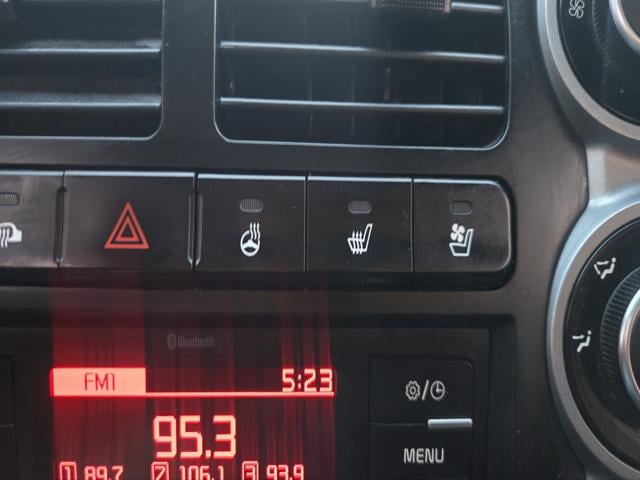 Bluetooth
FM1 5:23
95.3
1 89.7 2 106.1 3 93.9
MENU